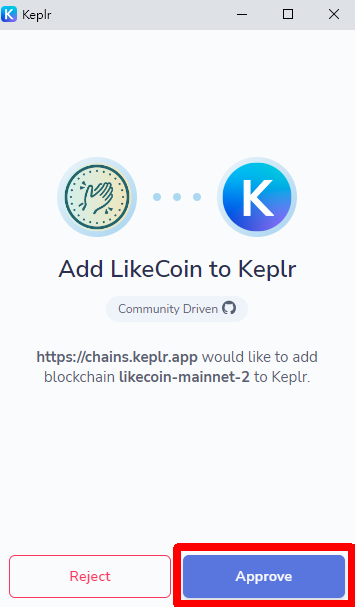 Keplr
K
Add LikeCoin to Keplr
Community Driven
https://chains.keplr.app would like to add
blockchain likecoin-mainnet-2 to Keplr.
Reject
Approve